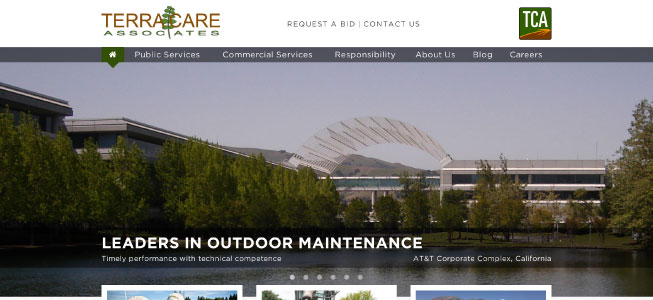 TERRACARE
ASSOCIATES
REQUEST A BID | CONTACT US
TCA
Public Services Commercial Services Responsibility About Us Blog Careers
LEADERS IN OUTDOOR MAINTENANCE
Timely performance with technical competence AT&T Corporate Complex, California